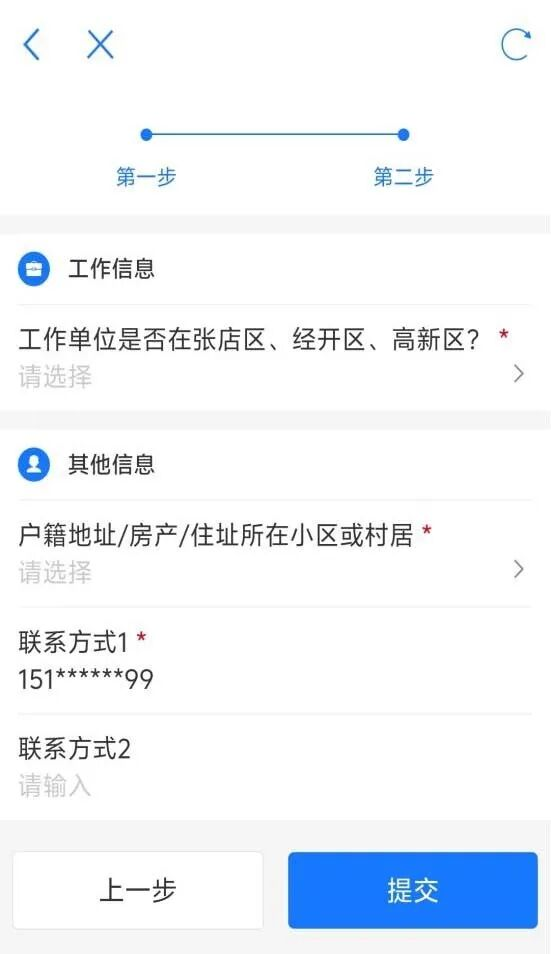 第一步 第二步
工作信息
工作单位是否在张店区、经开区、高新区？ *
请选择
其他信息
户籍地址/房产/住址所在小区或村居 *
请选择
联系方式1 *
151******99
联系方式2
请输入
上一步 提交